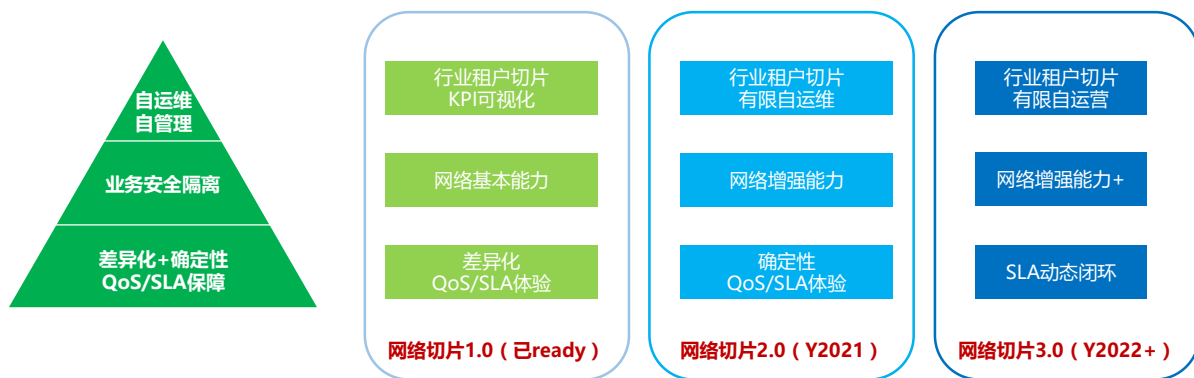 自运维
自管理
业务安全隔离
差异化+确定性
QoS/SLA保障
行业租户切片
KPI可视化
网络基本能力
差异化
QoS/SLA体验
网络切片1.0（已ready）
行业租户切片
有限自运维
网络增强能力
确定性
QoS/SLA体验
网络切片2.0（Y2021）
行业租户切片
有限自运营
网络增强能力+
SLA动态闭环
网络切片3.0（Y2022+）